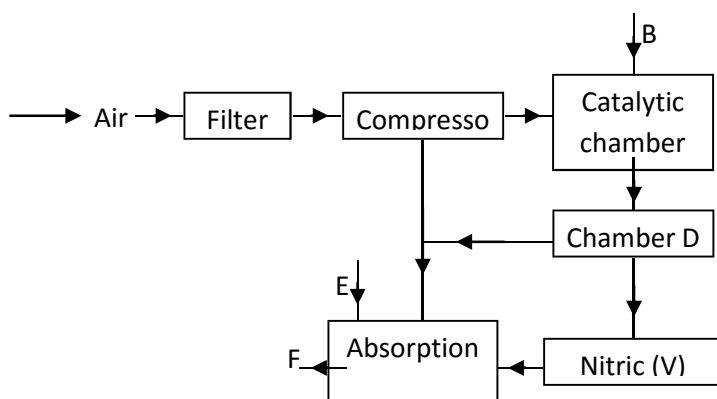 B
Air
Filter
Compresso
Catalytic
chamber
Chamber D
E
Absorption
F
Nitric (V)